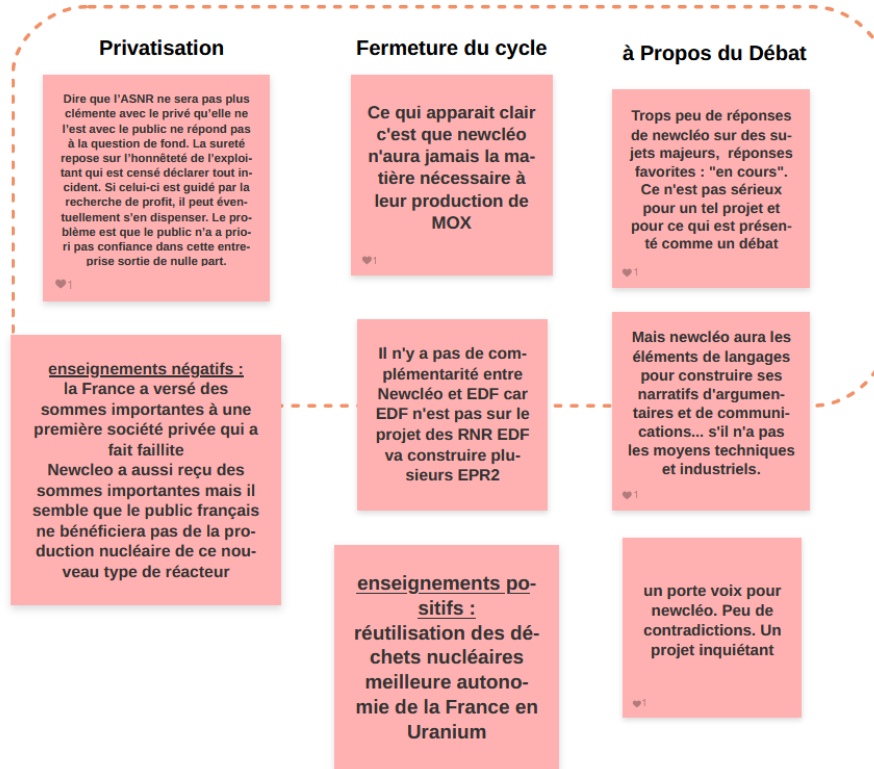 Privatisation
Dire que l'ASNR ne sera pas plus
clémente avec le privé qu'elle ne
l'est avec le public ne répond pas
à la question de fond. La sureté
repose sur l'honnêteté de l'exploi-
tant qui est censé déclarer tout in-
cident. Si celui-ci est guidé par la
recherche de profit, il peut éven-
tuellement s'en dispenser. Le pro-
blème est que le public n'a a prio-
ri pas confiance dans cette entre-
prise sortie de nulle part.
1
enseignements négatifs :
la France a versé des
sommes importantes à une
première société privée qui a
fait faillite
Newcleo a aussi reçu des
sommes importantes mais il
semble que le public français
ne bénéficiera pas de la pro-
duction nucléaire de ce nou-
veau type de réacteur
Fermeture du cycle
Ce qui apparait clair
c'est que newcléo
n'aura jamais la ma-
tière nécessaire à
leur production de
MOX
1
Il n'y a pas de com-
plémentarité entre
Newcléo et EDF car
EDF n'est pas sur le
projet des RNR EDF
va construire plu-
sieurs EPR2
enseignements po-
sitifs :
réutilisation des dé-
chets nucléaires
meilleure autono-
mie de la France en
Uranium
à Propos du Débat
Trops peu de réponses
de newcléo sur des su-
jets majeurs, réponses
favorites : "en cours".
Ce n'est pas sérieux
pour un tel projet et
pour ce qui est présen-
té comme un débat
1
Mais newcléo aura les
éléments de langages
pour construire ses
narratifs d'argumen-
taires et de communi-
cations... s'il n'a pas
les moyens techniques
et industriels.
1
un porte voix pour
newcléo. Peu de
contradictions. Un
projet inquiétant
1